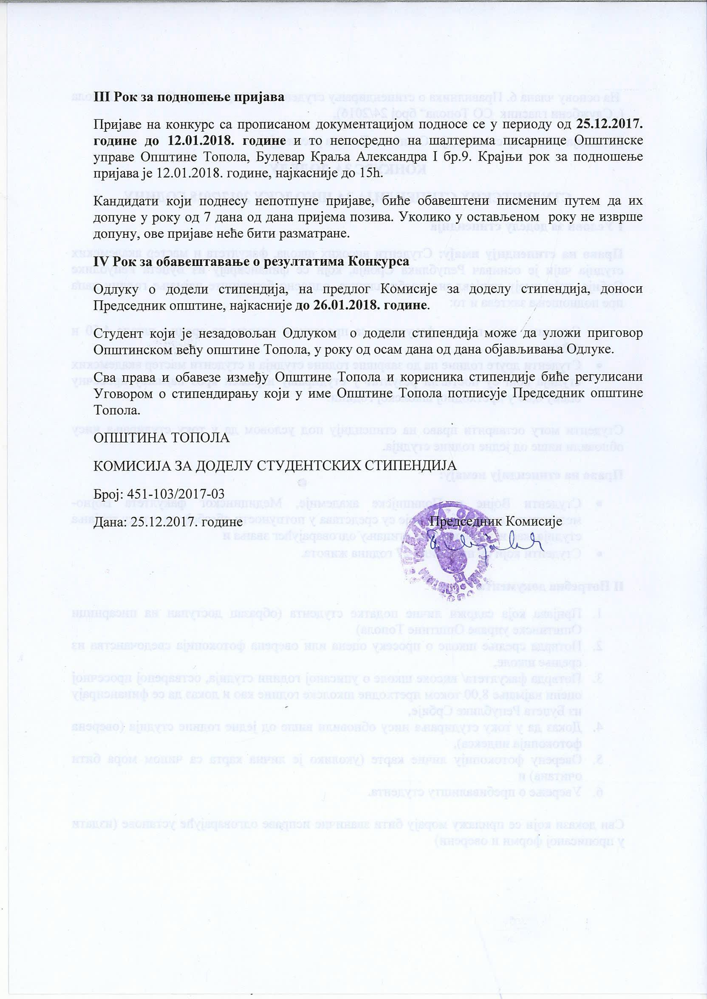 III Рок за подношење пријава
Пријаве на конкурс са прописаном документацијом подносе се у периоду од 25.12.2017.
године до 12.01.2018. године и то непосредно на шалтерима писарнице Општинске
управе Општине Топола, Булевар Краља Александра I бр.9. Крајњи рок за подношење
пријава је 12.01.2018. године, најкасније до 15h.
Кандидати који поднесу непотпуне пријаве, биће обавештени писменим путем да их
допуне у року од 7 дана од дана пријема позива. Уколико у остављеном року не изврше
допуну, ове пријаве неће бити разматране.
IV Рок за обавештавање о резултатима Конкурса
Одлуку о додели стипендија, на предлог Комисије за доделу стипендија, доноси
Председник општине, најкасније до 26.01.2018. године.
Студент који је незадовољан Одлуком о додели стипендија може да уложи приговор
Општинском већу општине Топола, у року од осам дана од дана објављивања Одлуке.
Сва права и обавезе између Општине Топола и корисника стипендије биће регулисани
Уговором о стипендирању који у име Општине Топола потписује Председник општине
Топола.
ОПШТИНА ТОПОЛА
КОМИСИЈА ЗА ДОДЕЛУ СТУДЕНТСКИХ СТИПЕНДИЈА
Број: 451-103/2017-03
Дана: 25.12.2017. године Председник Комисије